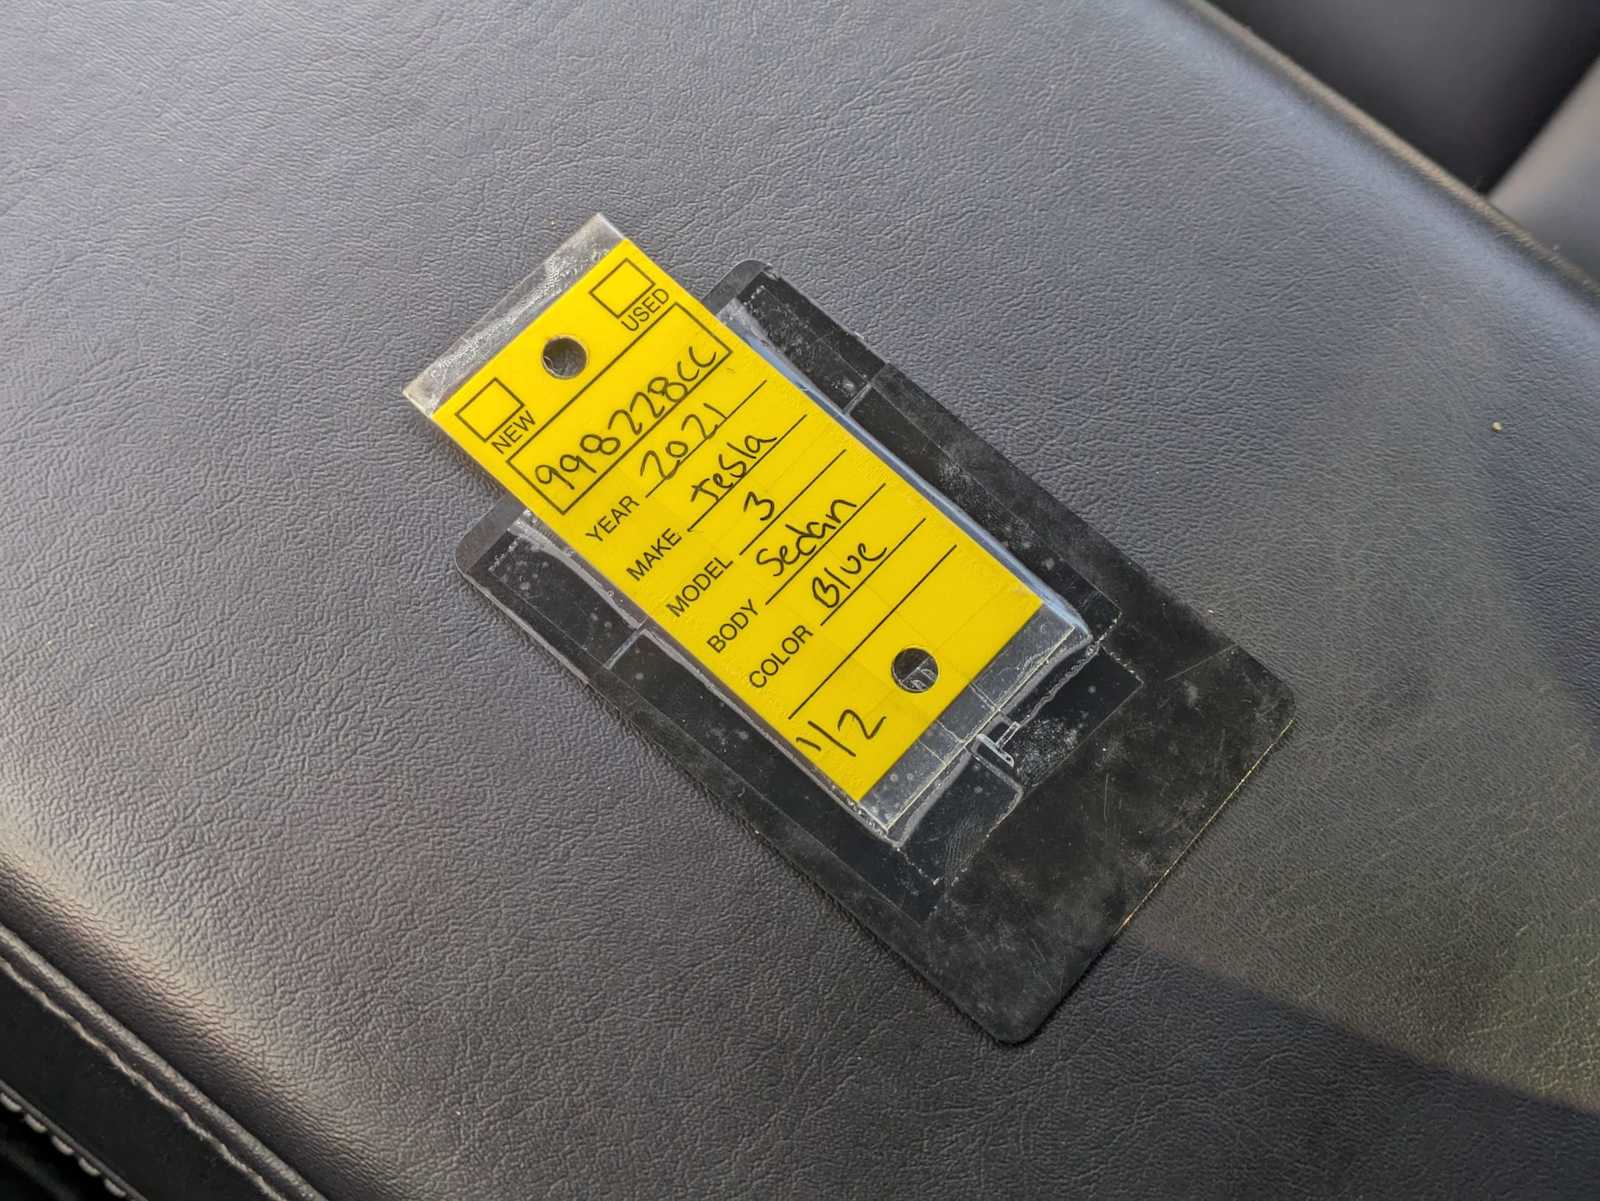 NEW USED
998228CC
YEAR 2021
MAKE Tesla
MODEL 3
BODY Sedan
COLOR Blue
1/2